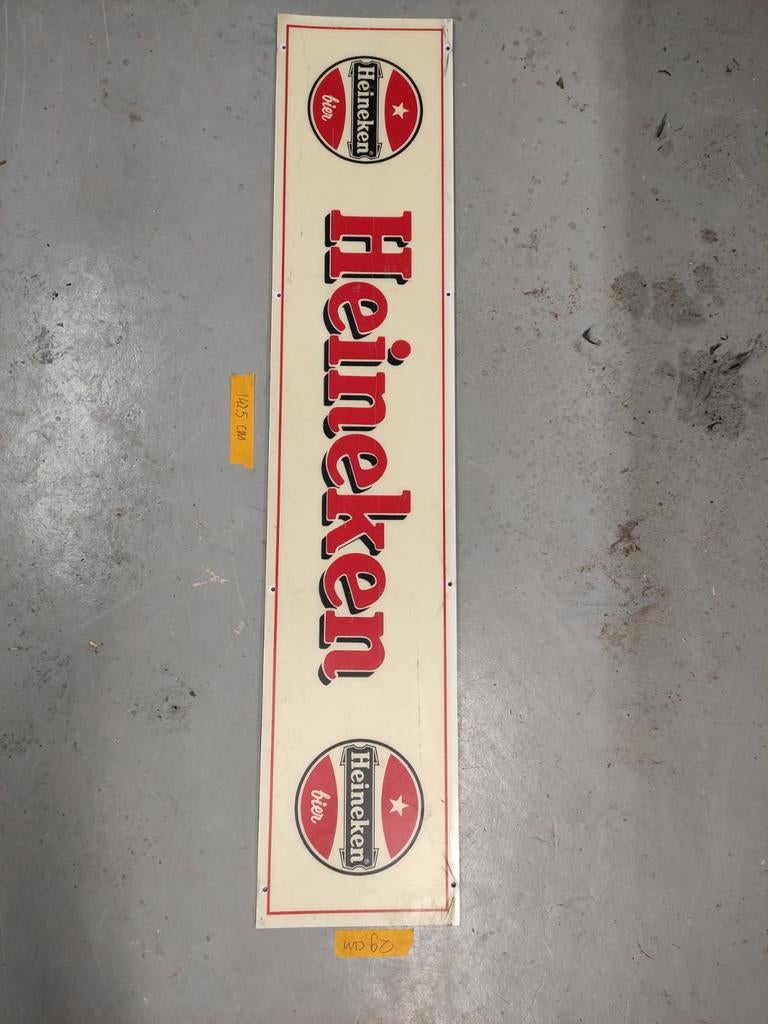 Heineken®
bier
Heineken
Heineken®
bier
142,5 cm
29 cm